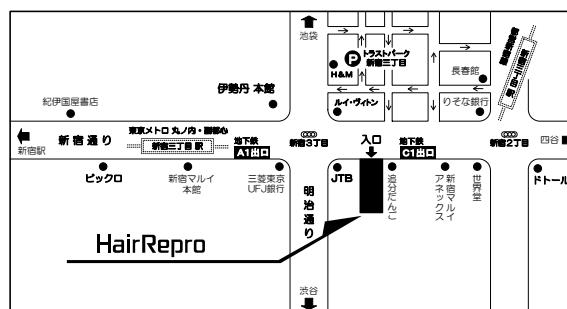 池袋
トラストパーク
新宿三丁目
P
H&M
長春館
伊勢丹 本館
紀伊国屋書店
ルイ・ヴィトン
りそな銀行
東京メトロ 丸ノ内・副都心
新宿三丁目 駅
新宿通り
新宿駅
地下鉄
A1出口
新宿3丁目
入口
地下鉄
C1出口
新宿2丁目
四谷
ビックロ
新宿マルイ
本館
三菱東京
UFJ銀行
明治通り
JTB
追分だんご
新宿マルイ
アネックス
世界堂
ドトール
HairRepro
渋谷